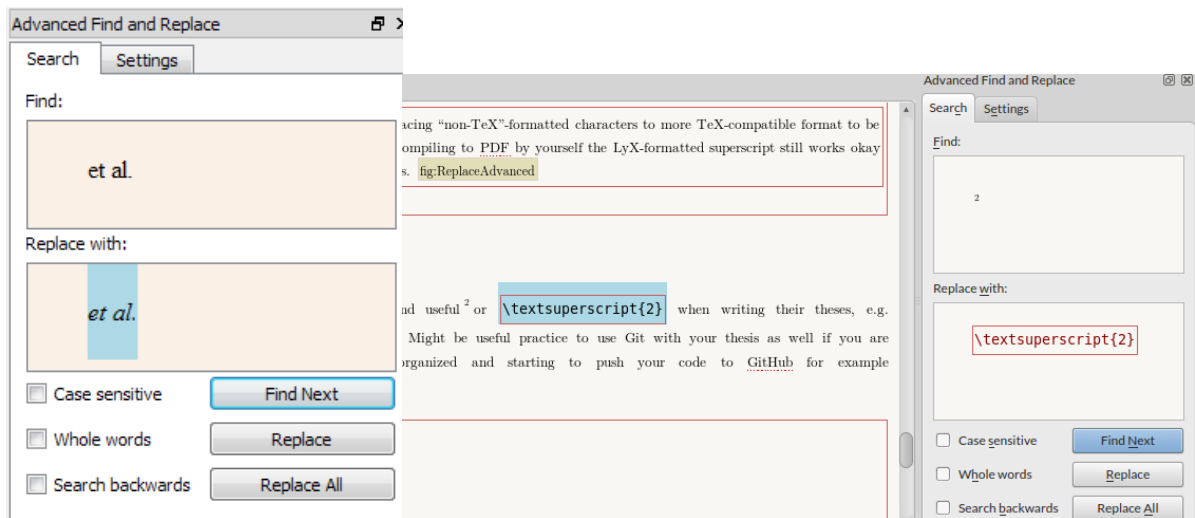 Advanced Find and Replace
Search Settings
Find:
et al.
Replace with:
et al.
Case sensitive Find Next
Whole words Replace
Search backwards Replace All
acing “non-TeX”-formatted characters to more TeX-compatible format to be
ompiling to PDF by yourself the LyX-formatted superscript still works okay
s. fig:ReplaceAdvanced
nd useful 2 or \textsuperscript{2} when writing their theses, e.g.
Might be useful practice to use Git with your thesis as well if you are
organized and starting to push your code to GitHub for example
Advanced Find and Replace
Search Settings
Find:
2
Replace with:
\textsuperscript{2}
Case sensitive Find Next
Whole words Replace
Search backwards Replace All